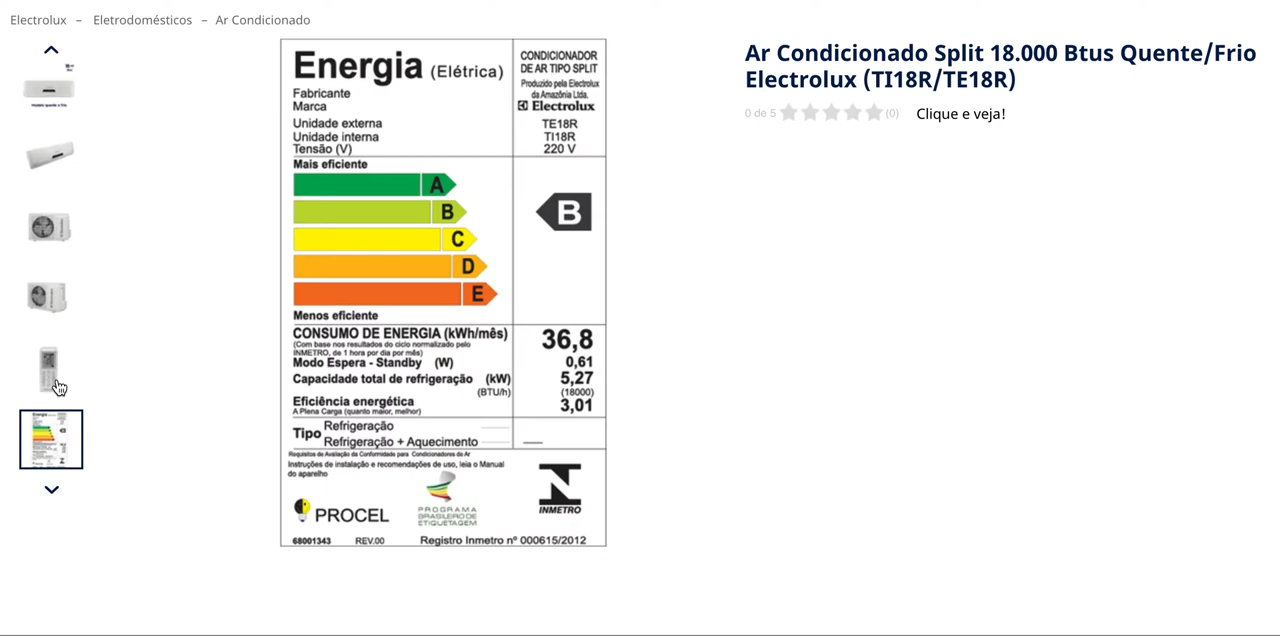 Electrolux – Eletrodomésticos – Ar Condicionado
Energia (Elétrica)
CONDICIONADOR
DE AR TIPO SPLIT
Fabricante
Marca
Produzido pela Electrolux
da Amazônia Ltda.
Electrolux
Unidade externa TE18R
Unidade interna TI18R
Tensão (V) 220 V
Mais eficiente
A
B
B
C
D
E
Menos eficiente
CONSUMO DE ENERGIA (kWh/mês) 36,8
(Com base nos resultados do ciclo normalizado pelo
INMETRO, de 1 hora por dia por mês)
Modo Espera - Standby (W) 0,61
Capacidade total de refrigeração (kW) 5,27
(BTU/h) (18000)
Eficiência energética 3,01
A Plena Carga (quanto maior, melhor)
Tipo
Refrigeração
Refrigeração + Aquecimento
Requisitos de Avaliação da Conformidade para Condicionadores de Ar
Instruções de instalação e recomendações de uso, leia o Manual
do aparelho
PROCEL
PROGRAMA
BRASILEIRO DE
ETIQUETAGEM
INMETRO
68001343 REV.00 Registro Inmetro nº 000615/2012
Ar Condicionado Split 18.000 Btus Quente/Frio
Electrolux (TI18R/TE18R)
0 de 5 (0) Clique e veja!